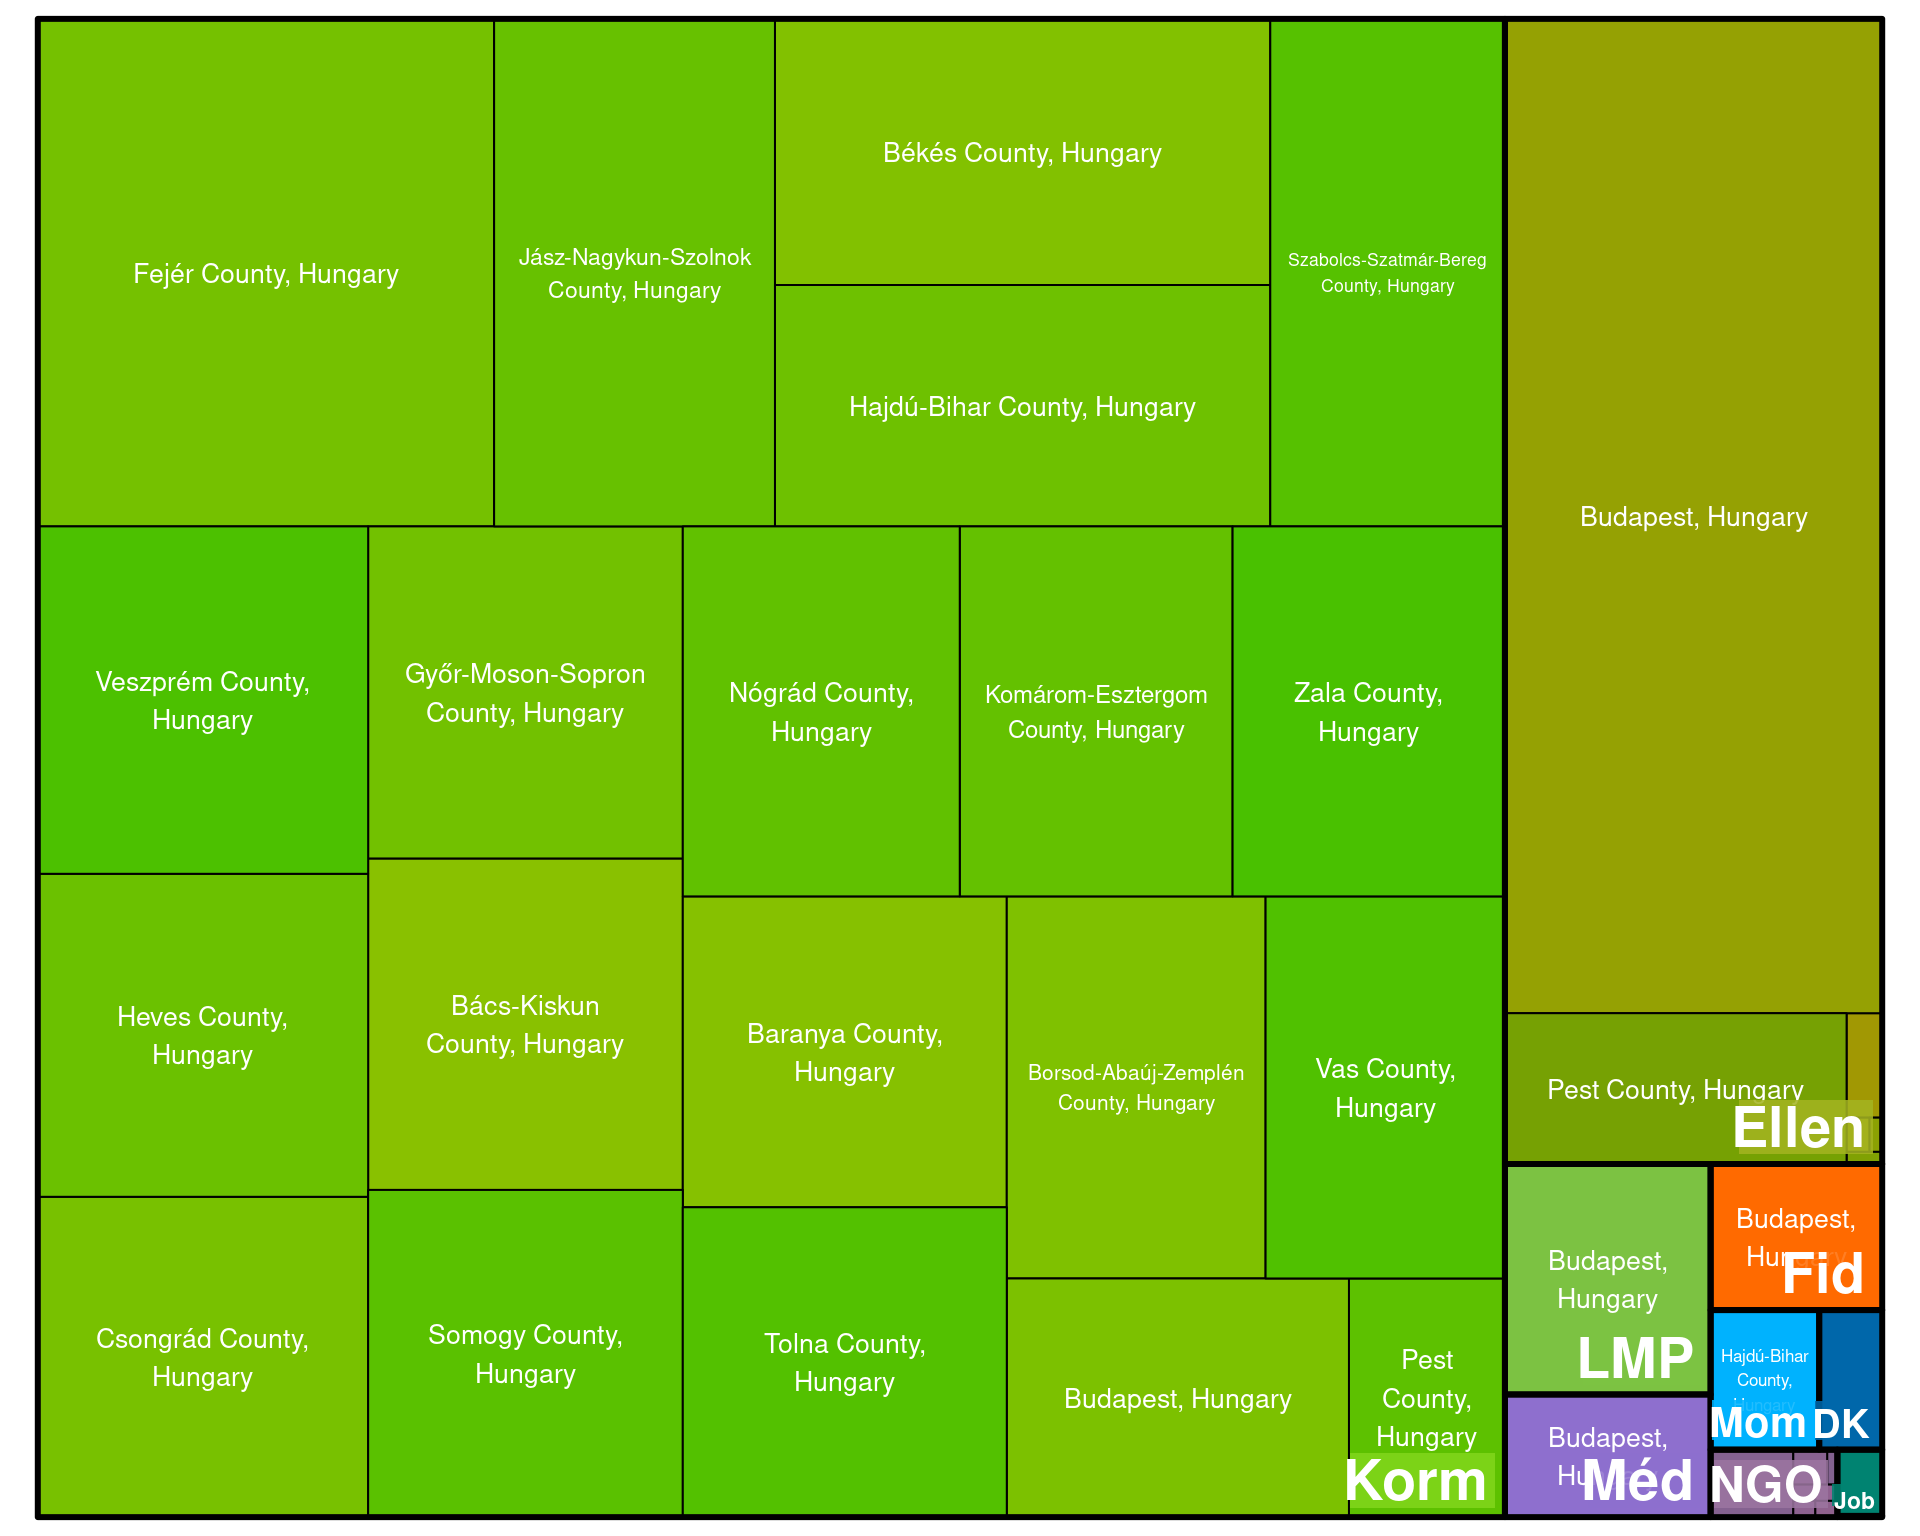 Fejér County, Hungary
Jász-Nagykun-Szolnok
County, Hungary
Békés County, Hungary
Hajdú-Bihar County, Hungary
Szabolcs-Szatmár-Bereg
County, Hungary
Budapest, Hungary
Veszprém County,
Hungary
Győr-Moson-Sopron
County, Hungary
Nógrád County,
Hungary
Komárom-Esztergom
County, Hungary
Zala County,
Hungary
Heves County,
Hungary
Bács-Kiskun
County, Hungary
Baranya County,
Hungary
Borsod-Abaúj-Zemplén
County, Hungary
Vas County,
Hungary
Pest County, Hungary
Ellen
Csongrád County,
Hungary
Somogy County,
Hungary
Tolna County,
Hungary
Budapest, Hungary
Pest
County,
Hungary
Korm
Budapest,
Hungary
LMP
Budapest,
Hungary
Fid
Hajdú-Bihar
County,
Hungary
Mom
DK
Budapest,
Méd
NGO
Job